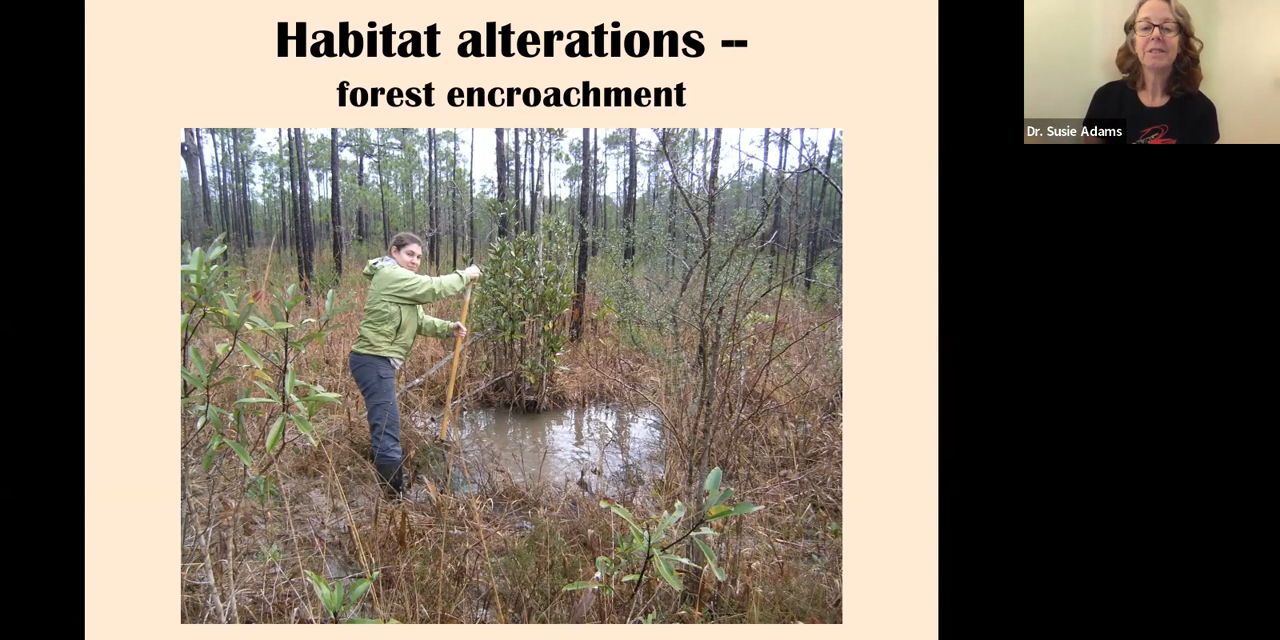 Habitat alterations --
forest encroachment
Dr. Susie Adams